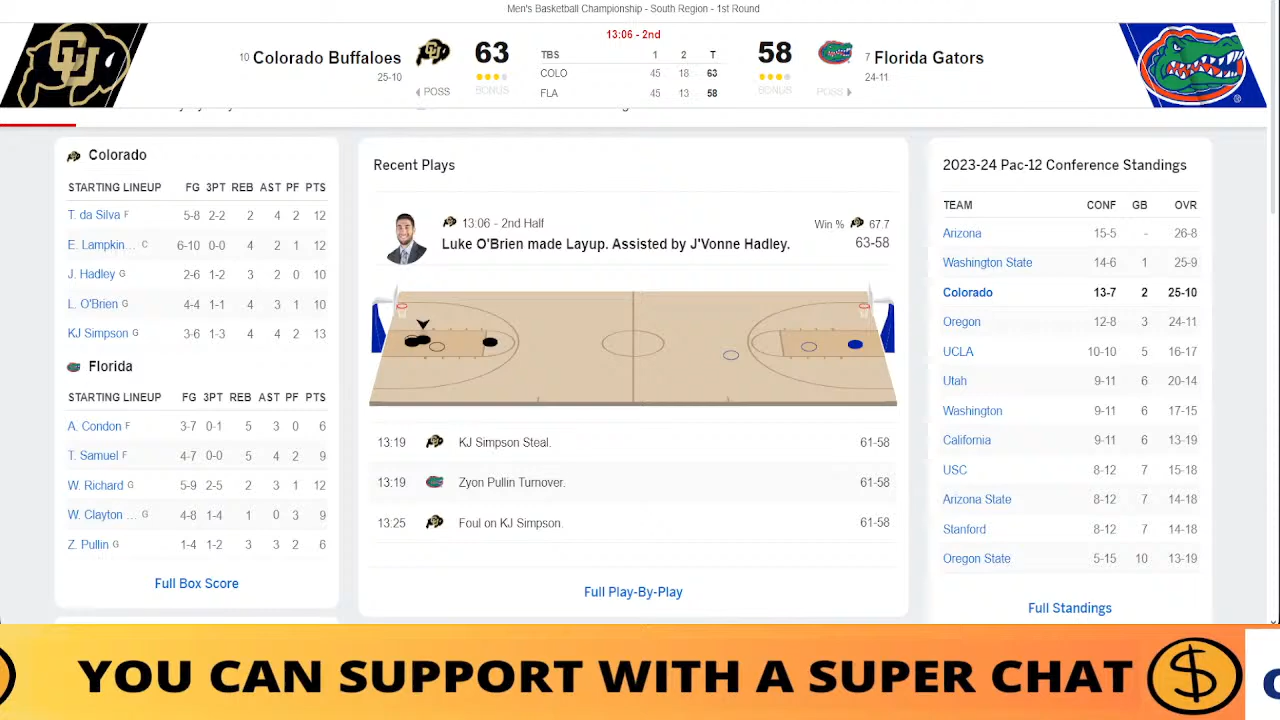 Men's Basketball Championship - South Region - 1st Round
10 Colorado Buffaloes
25-10
63
BONUS
POSS
13:06 - 2nd
TBS 1 2 T
COLO 45 18 63
FLA 45 13 58
58
BONUS
POSS
7 Florida Gators
24-11
Colorado
STARTING LINEUP FG 3PT REB AST PF PTS
T. da Silva F 5-8 2-2 2 4 2 12
E. Lampkin... C 6-10 0-0 4 2 1 12
J. Hadley G 2-6 1-2 3 2 0 10
L. O'Brien G 4-4 1-1 4 3 1 10
KJ Simpson G 3-6 1-3 4 4 2 13
Florida
STARTING LINEUP FG 3PT REB AST PF PTS
A. Condon F 3-7 0-1 5 3 0 6
T. Samuel F 4-7 0-0 5 4 2 9
W. Richard G 5-9 2-5 2 3 1 12
W. Clayton ... G 4-8 1-4 1 0 3 9
Z. Pullin G 1-4 1-2 3 3 2 6
Full Box Score
Recent Plays
13:06 - 2nd Half
Luke O'Brien made Layup. Assisted by J'Vonne Hadley.
Win % 67.7
63-58
13:19 KJ Simpson Steal. 61-58
13:19 Zyon Pullin Turnover. 61-58
13:25 Foul on KJ Simpson. 61-58
Full Play-By-Play
2023-24 Pac-12 Conference Standings
TEAM CONF GB OVR
Arizona 15-5 - 26-8
Washington State 14-6 1 25-9
Colorado 13-7 2 25-10
Oregon 12-8 3 24-11
UCLA 10-10 5 16-17
Utah 9-11 6 20-14
Washington 9-11 6 17-15
California 9-11 6 13-19
USC 8-12 7 15-18
Arizona State 8-12 7 14-18
Stanford 8-12 7 14-18
Oregon State 5-15 10 13-19
Full Standings
YOU CAN SUPPORT WITH A SUPER CHAT $